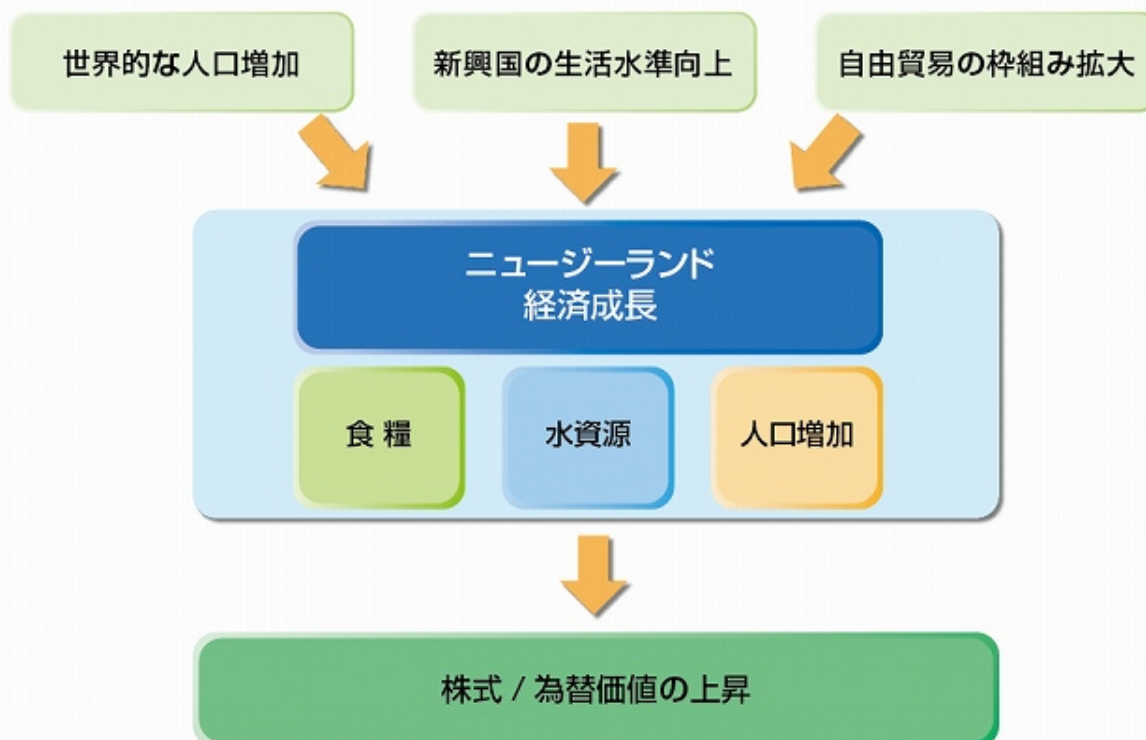 世界的な人口増加
新興国の生活水準向上
自由貿易の枠組み拡大
ニュージーランド
経済成長
食 糧
水資源
人口増加
株式 / 為替価値の上昇